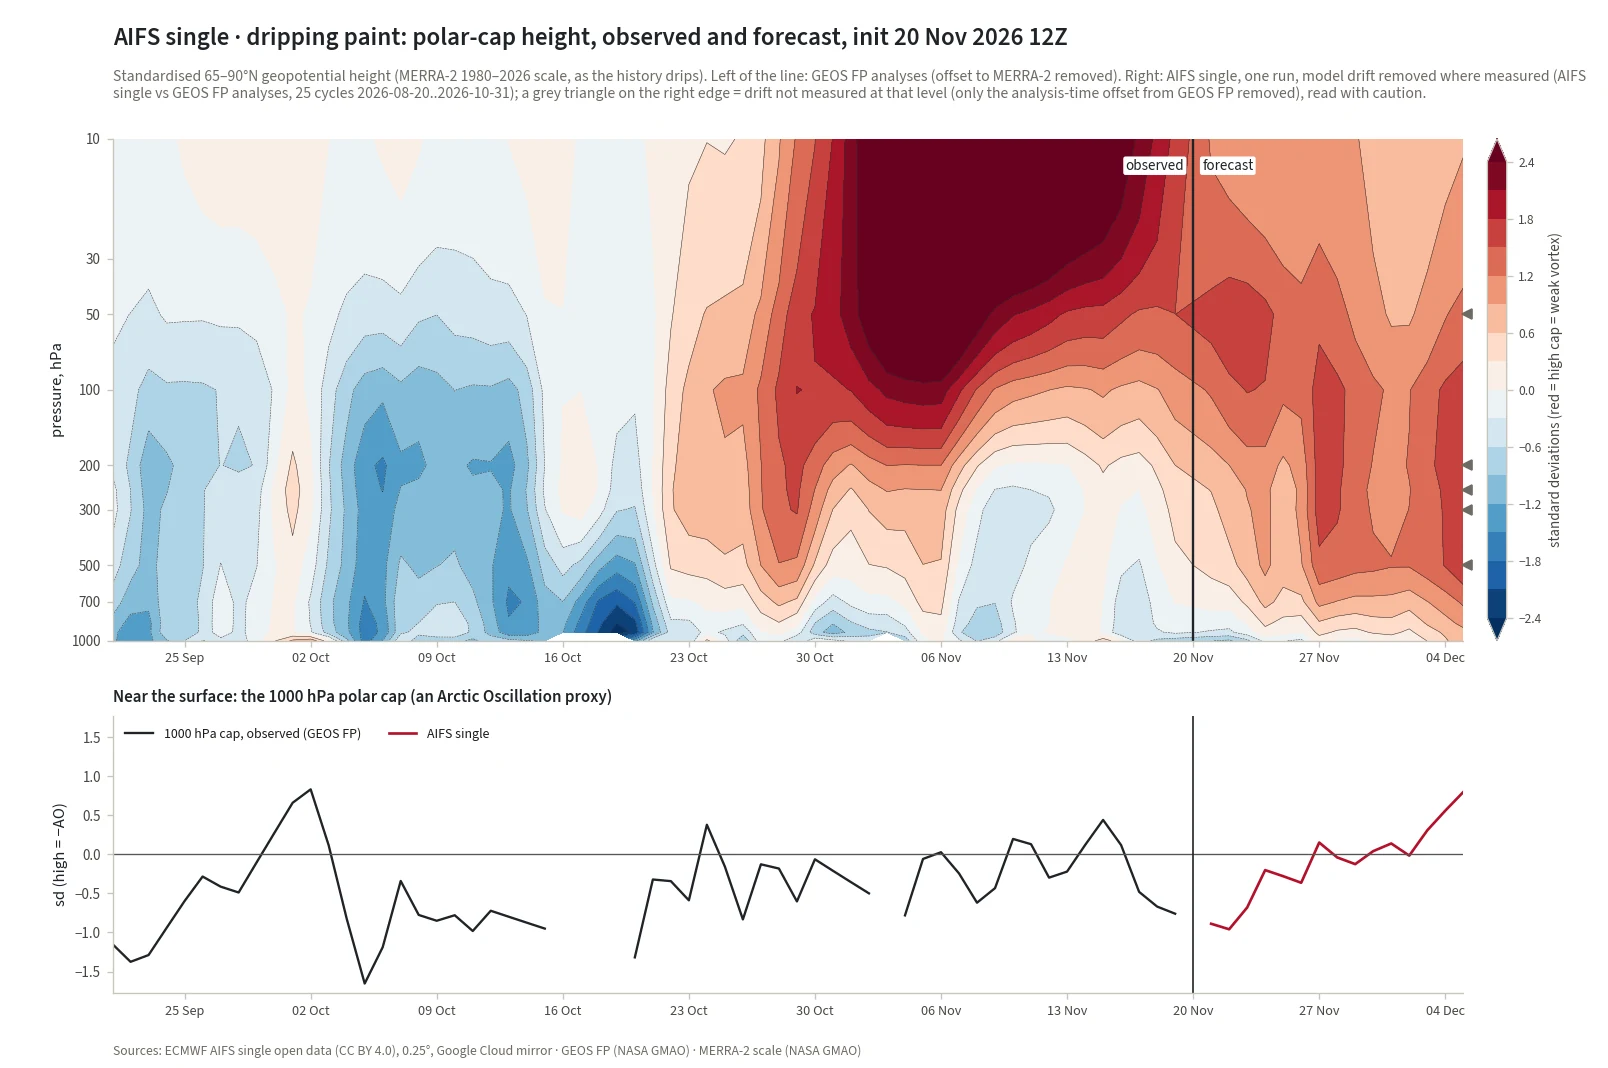 AIFS single · dripping paint: polar-cap height, observed and forecast, init 20 Nov 2026 12Z
Standardised 65–90°N geopotential height (MERRA-2 1980–2026 scale, as the history drips). Left of the line: GEOS FP analyses (offset to MERRA-2 removed). Right: AIFS single, one run, model drift removed where measured (AIFS
single vs GEOS FP analyses, 25 cycles 2026-08-20..2026-10-31); a grey triangle on the right edge = drift not measured at that level (only the analysis-time offset from GEOS FP removed), read with caution.
pressure, hPa
10
30
50
100
200
300
500
700
1000
observed
forecast
25 Sep
02 Oct
09 Oct
16 Oct
23 Oct
30 Oct
06 Nov
13 Nov
20 Nov
27 Nov
04 Dec
2.4
1.8
1.2
0.6
0.0
−0.6
−1.2
−1.8
−2.4
standard deviations (red = high cap = weak vortex)
Near the surface: the 1000 hPa polar cap (an Arctic Oscillation proxy)
1000 hPa cap, observed (GEOS FP)
AIFS single
sd (high = −AO)
1.5
1.0
0.5
0.0
−0.5
−1.0
−1.5
25 Sep
02 Oct
09 Oct
16 Oct
23 Oct
30 Oct
06 Nov
13 Nov
20 Nov
27 Nov
04 Dec
Sources: ECMWF AIFS single open data (CC BY 4.0), 0.25°, Google Cloud mirror · GEOS FP (NASA GMAO) · MERRA-2 scale (NASA GMAO)